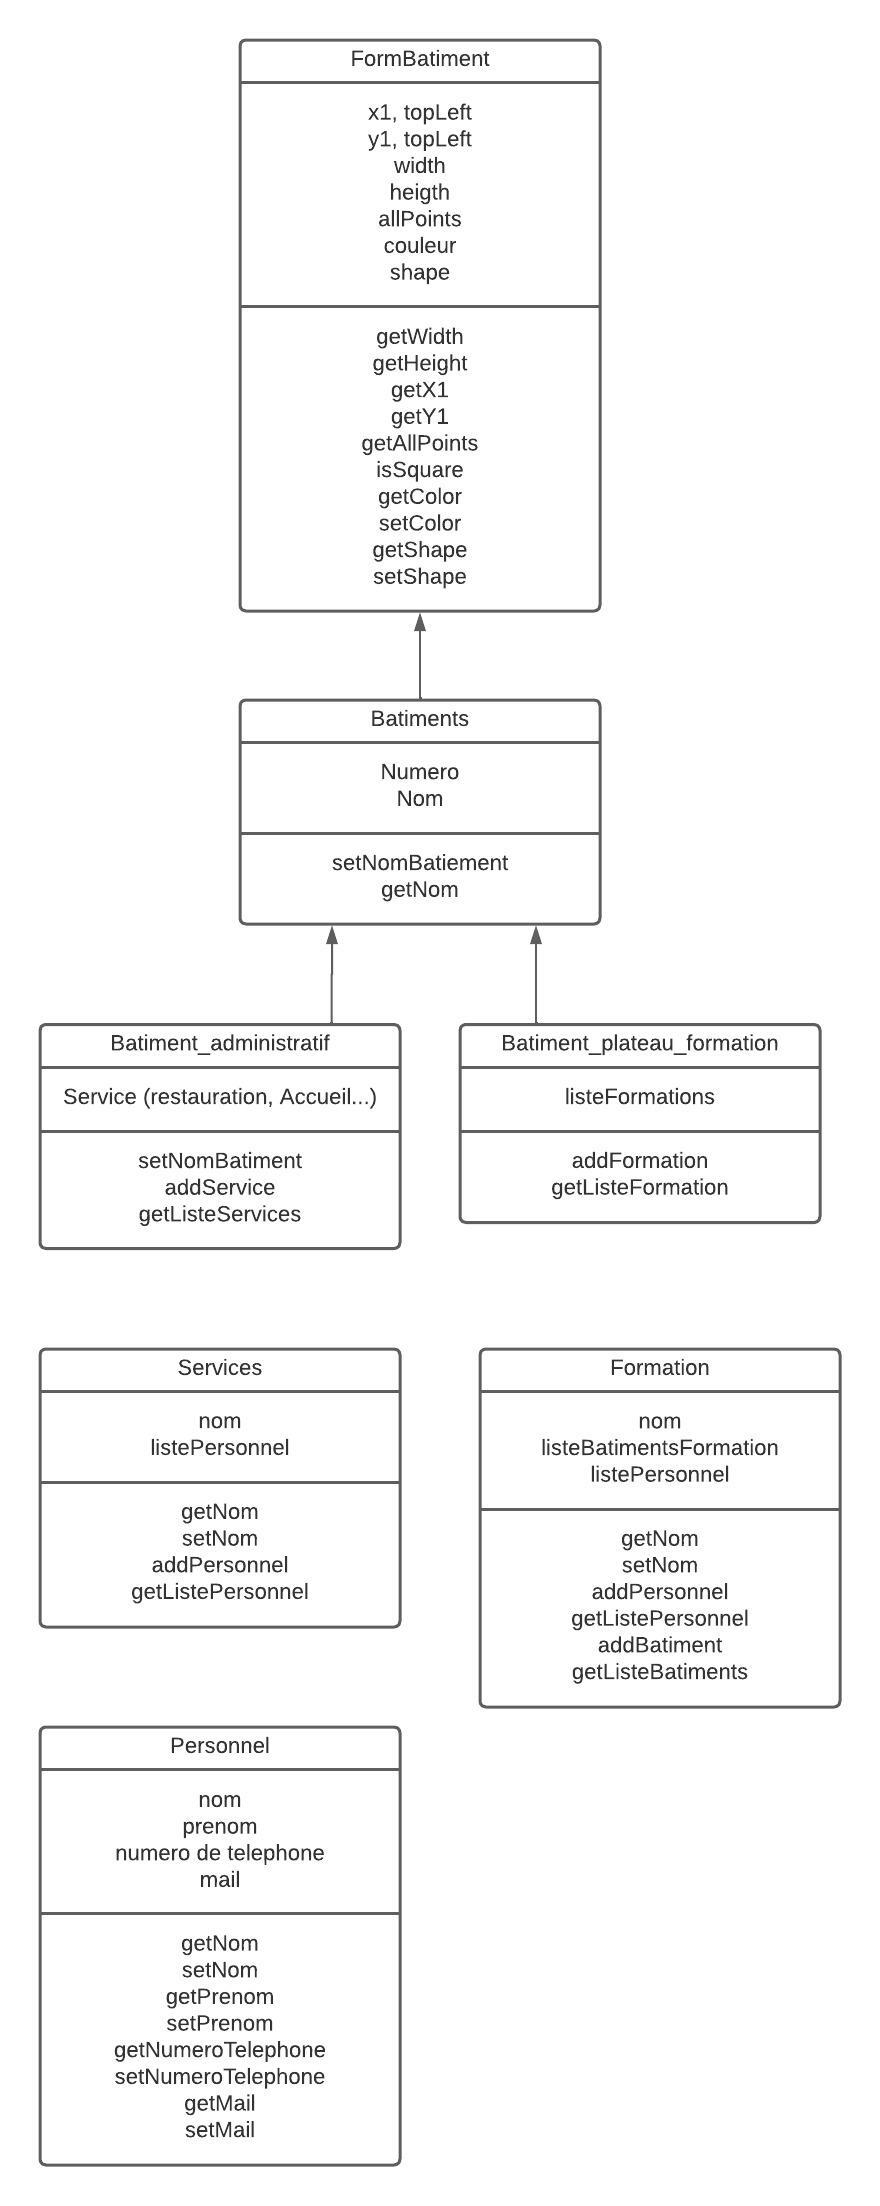 FormBatiment
x1, topLeft
y1, topLeft
width
heigth
allPoints
couleur
shape
getWidth
getHeight
getX1
getY1
getAllPoints
isSquare
getColor
setColor
getShape
setShape
Batiments
Numero
Nom
setNomBatiement
getNom
Batiment_administratif
Service (restauration, Accueil...)
setNomBatiment
addService
getListeServices
Batiment_plateau_formation
listeFormations
addFormation
getListeFormation
Services
nom
listePersonnel
getNom
setNom
addPersonnel
getListePersonnel
Formation
nom
listeBatimentsFormation
listePersonnel
getNom
setNom
addPersonnel
getListePersonnel
addBatiment
getListeBatiments
Personnel
nom
prenom
numero de telephone
mail
getNom
setNom
getPrenom
setPrenom
getNumeroTelephone
setNumeroTelephone
getMail
setMail